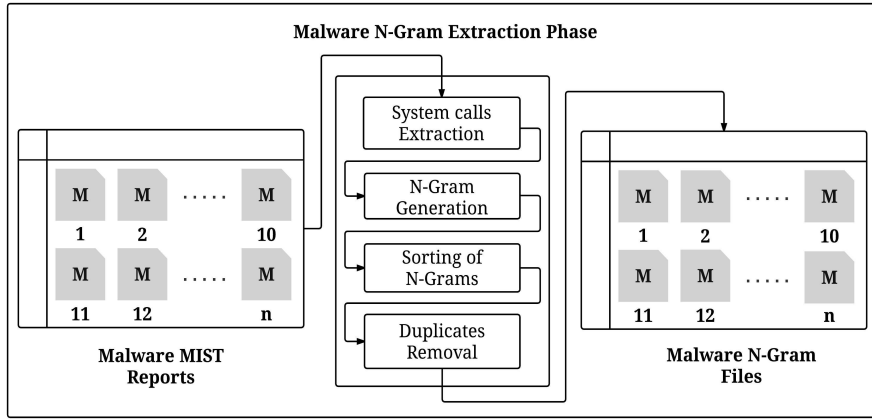 Malware N-Gram Extraction Phase
M M ..... M
1 2 10
M M ..... M
11 12 n
Malware MIST
Reports
System calls
Extraction
N-Gram
Generation
Sorting of
N-Grams
Duplicates
Removal
M M ..... M
1 2 10
M M ..... M
11 12 n
Malware N-Gram
Files